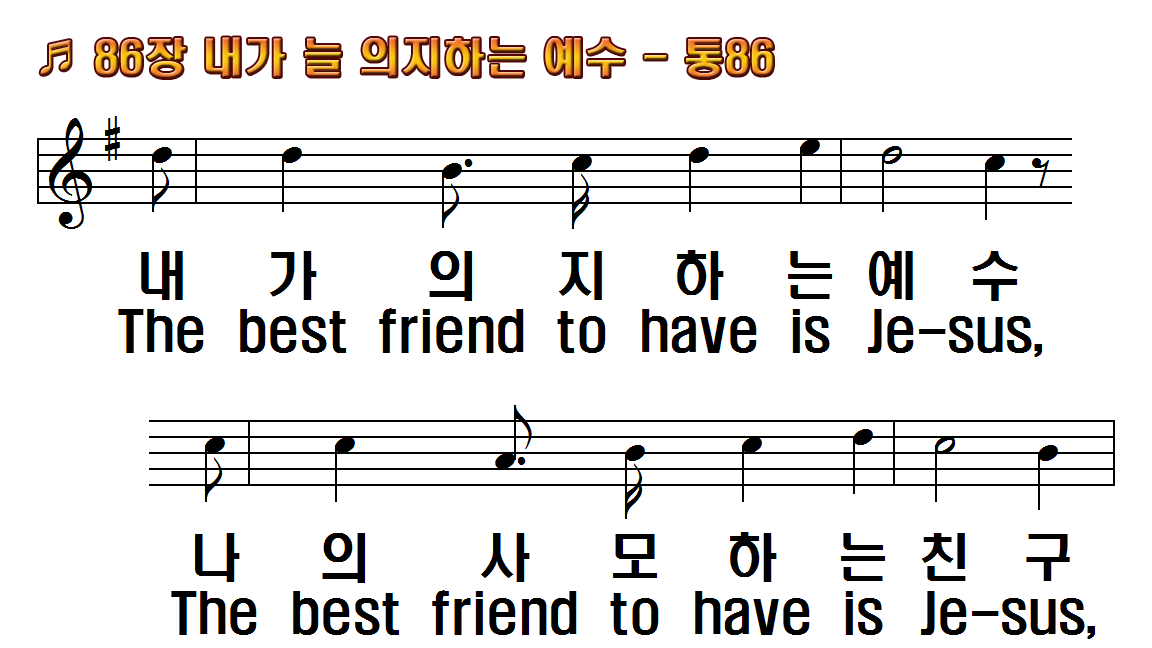 ♬ 86장 내가 늘 의지하는 예수 - 통86
내 가 의 지 하 는 예 수
The best friend to have is Je-sus,
나 의 사 모 하 는 친 구
The best friend to have is Je-sus,